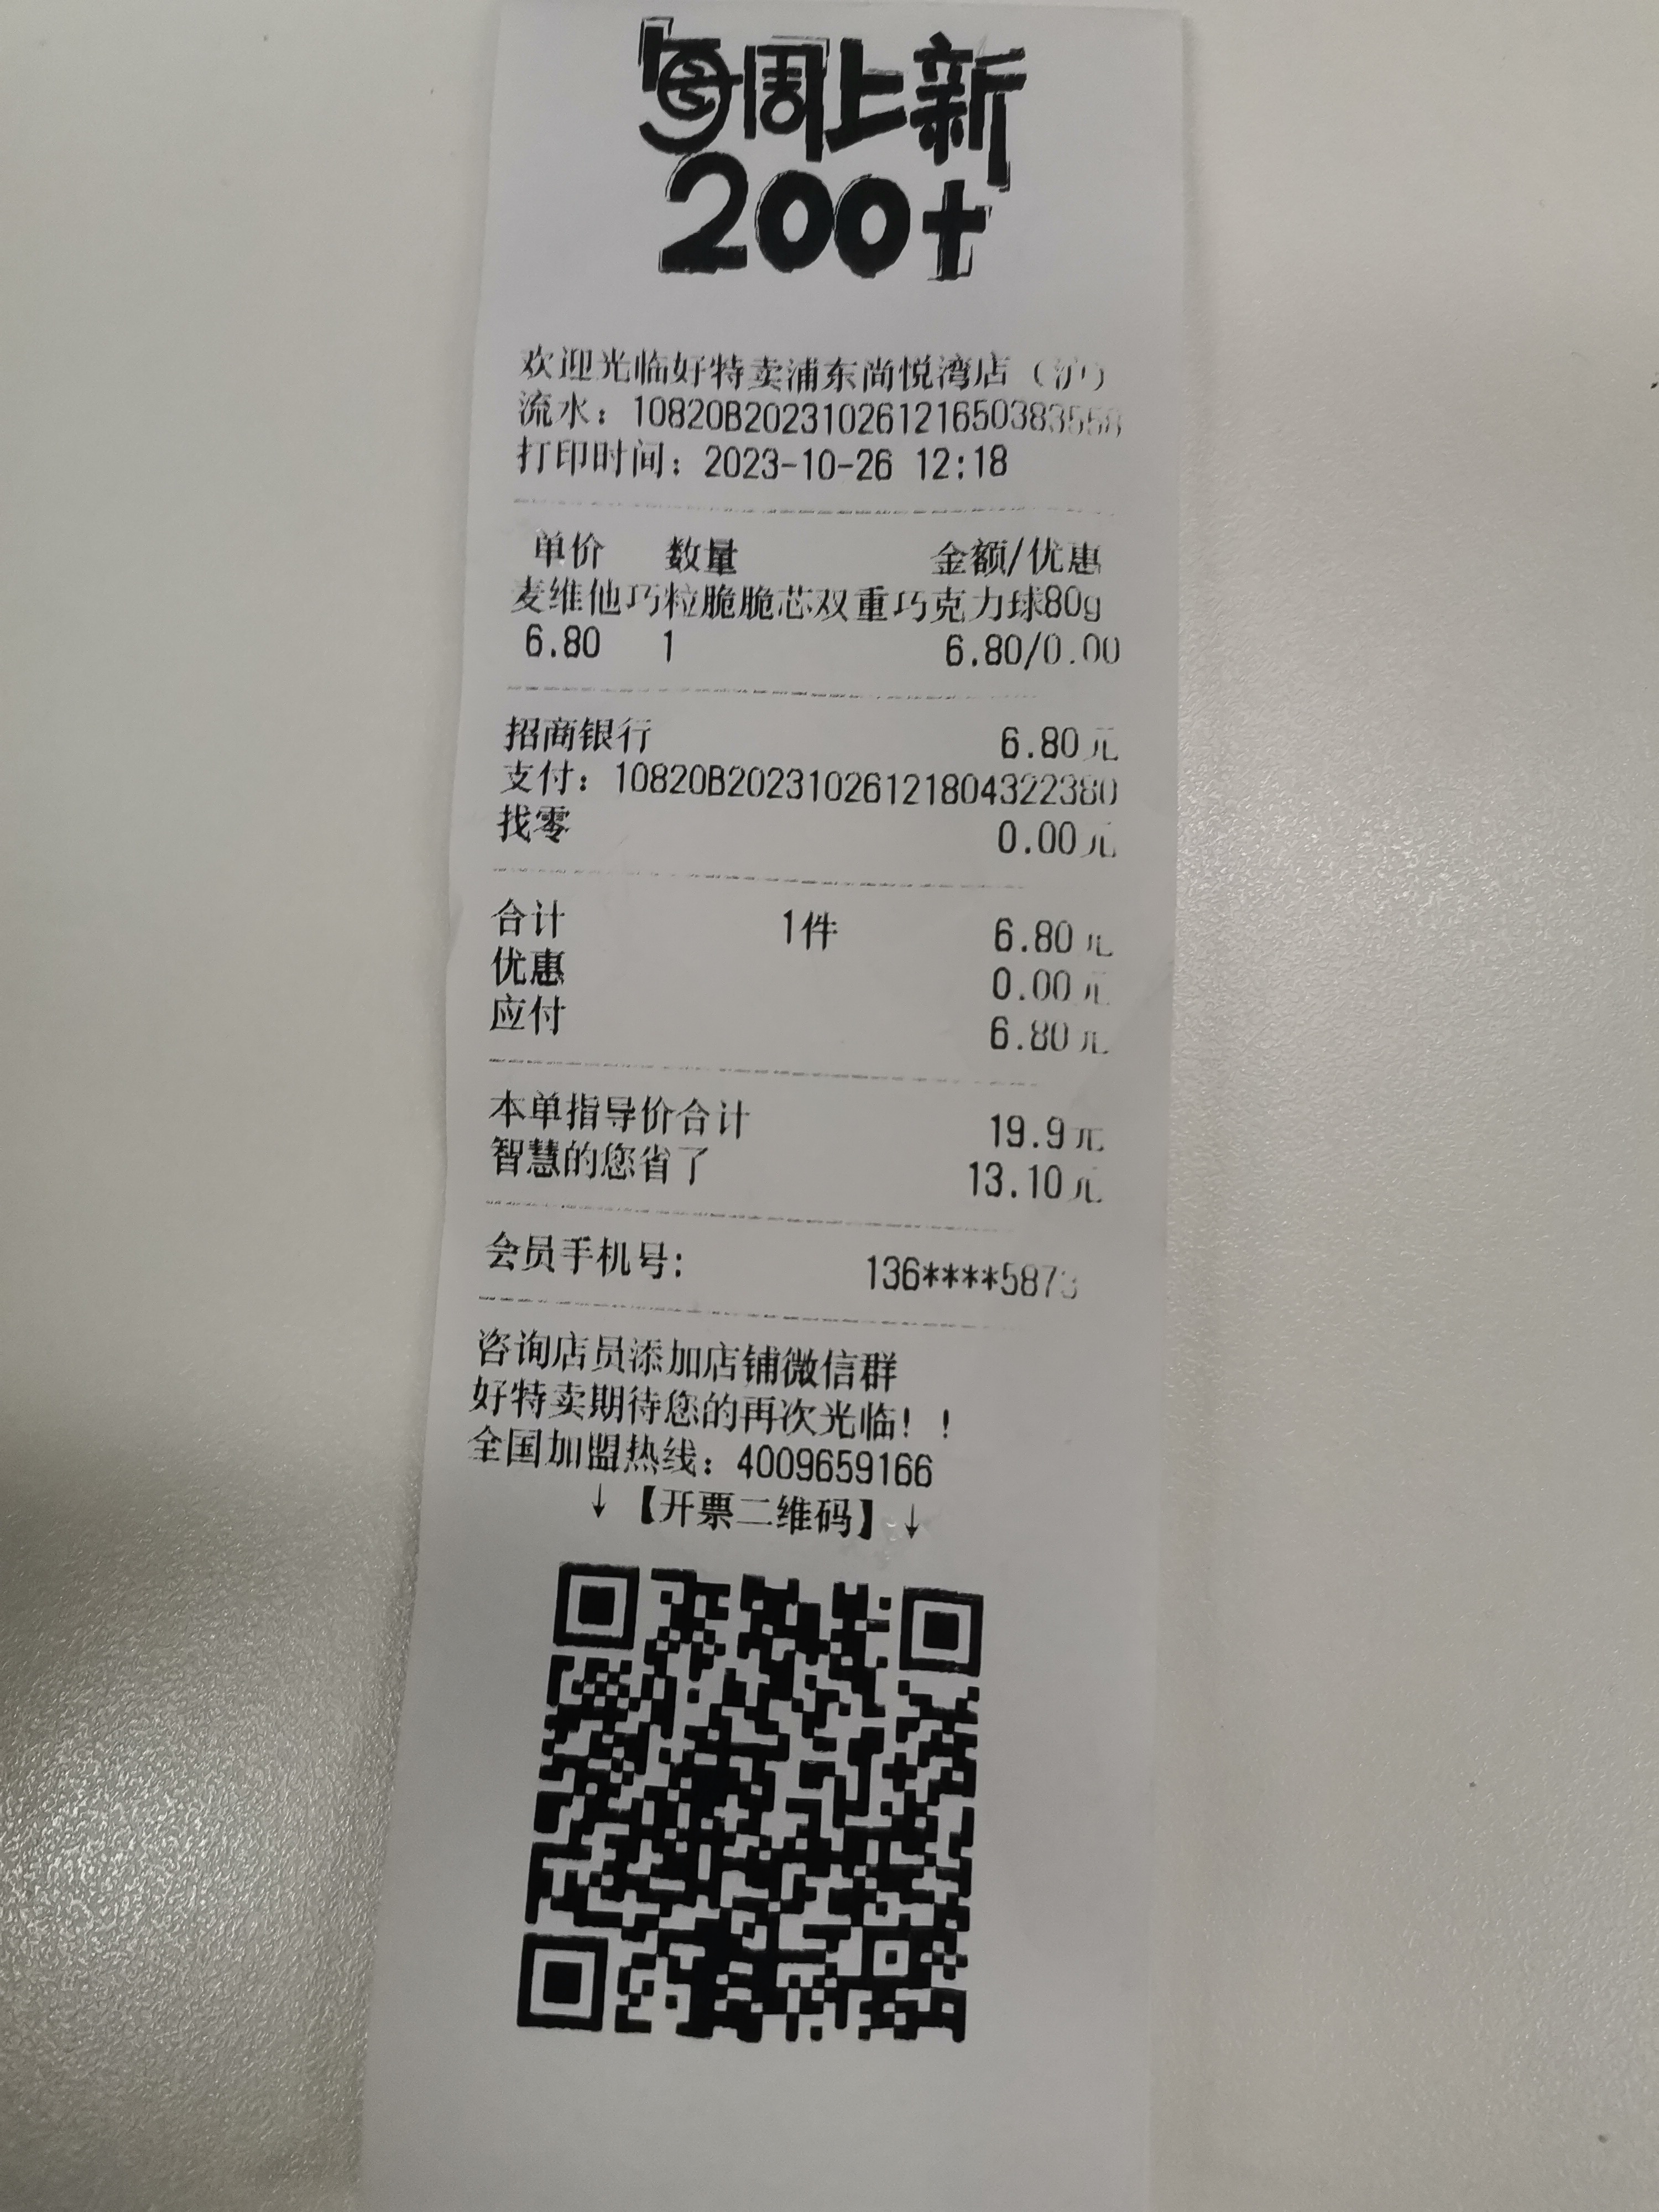 每周上新
200+
欢迎光临好特卖浦东尚悦湾店（沪）
流水：10820B20231026121650383558
打印时间：2023-10-26 12:18
单价 数量 金额/优惠
麦维他巧粒脆脆芯双重巧克力球80g
6.80 1 6.80/0.00
招商银行 6.80元
支付：10820B20231026121804322380
找零 0.00元
合计 1件 6.80元
优惠 0.00元
应付 6.80元
本单指导价合计 19.9元
智慧的您省了 13.10元
会员手机号: 136****5873
咨询店员添加店铺微信群
好特卖期待您的再次光临！！
全国加盟热线：4009659166
↓【开票二维码】↓